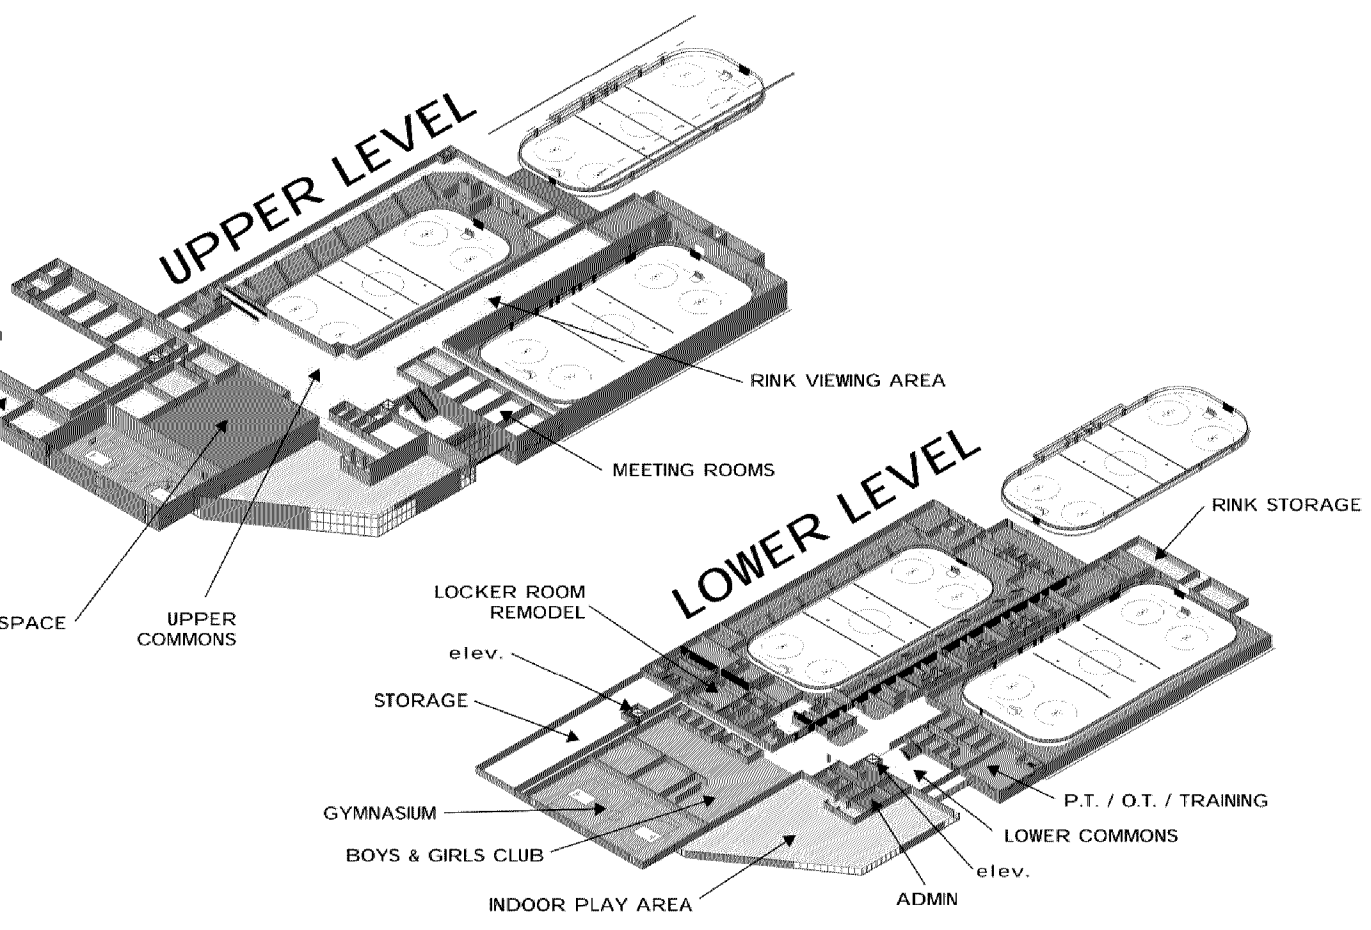 UPPER LEVEL
RINK VIEWING AREA
MEETING ROOMS
SPACE
UPPER
COMMONS
LOWER LEVEL
RINK STORAGE
LOCKER ROOM
REMODEL
elev.
STORAGE
GYMNASIUM
BOYS & GIRLS CLUB
INDOOR PLAY AREA
P.T. / O.T. / TRAINING
LOWER COMMONS
elev.
ADMIN